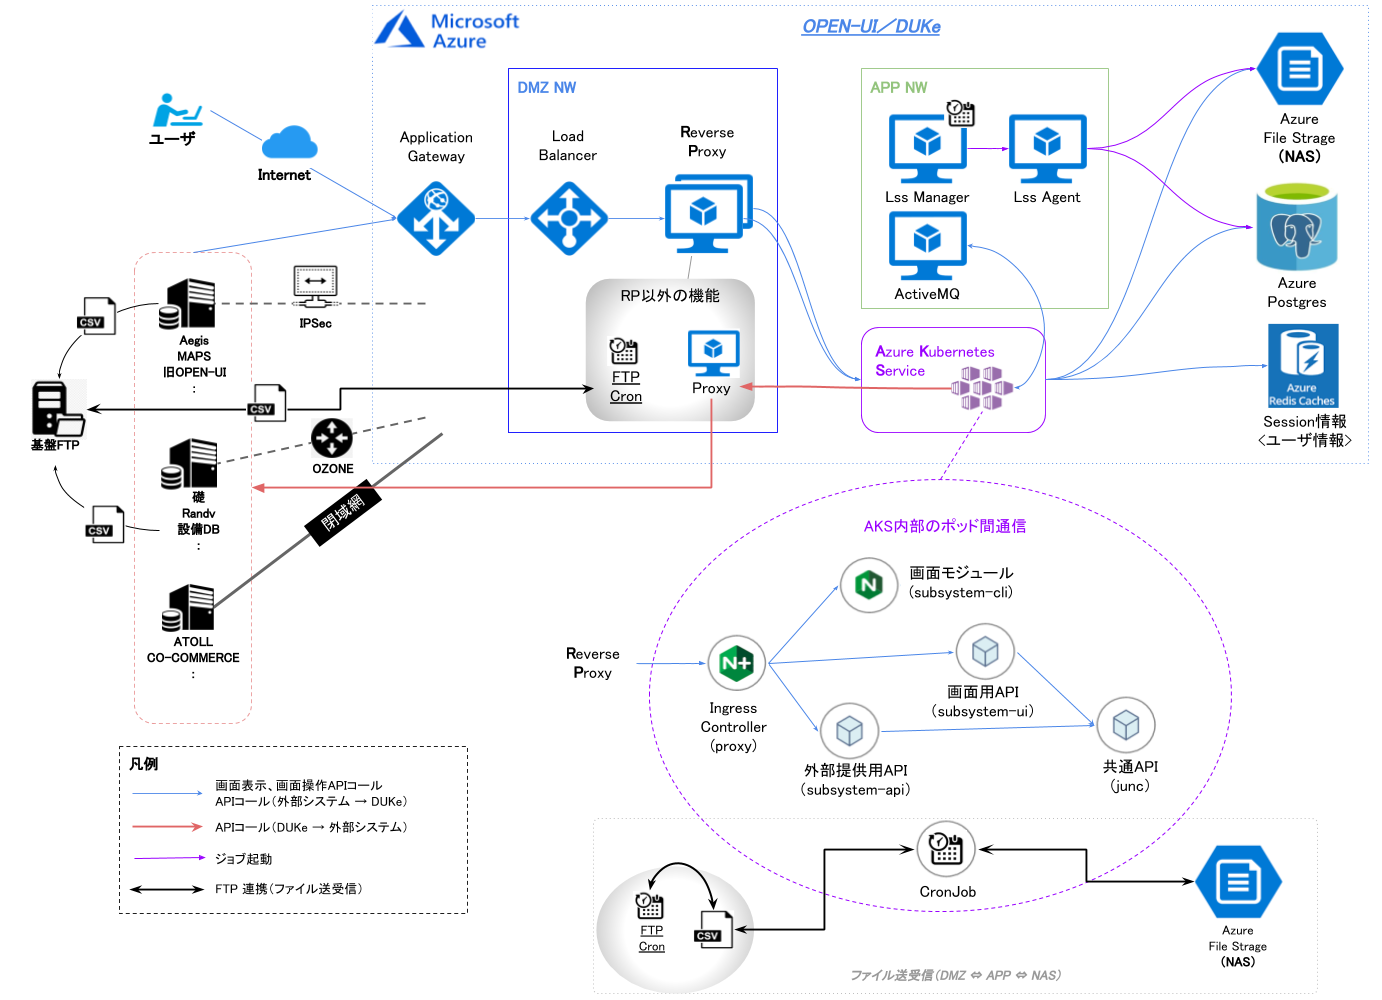 Microsoft
Azure
OPEN-UI／DUKe
ユーザ
Internet
Application
Gateway
DMZ NW
Load
Balancer
Reverse
Proxy
APP NW
Lss Manager
Lss Agent
ActiveMQ
Azure
File Strage
（NAS）
Azure
Postgres
Azure
Redis Caches
Session情報
<ユーザ情報>
RP以外の機能
FTP
Cron
Proxy
Azure Kubernetes
Service
CSV
Aegis
MAPS
旧OPEN-UI
:
IPSec
CSV
基盤FTP
OZONE
CSV
礎
Randv
設備DB
:
閉域網
ATOLL
CO-COMMERCE
:
AKS内部のポッド間通信
画面モジュール
(subsystem-cli)
Reverse
Proxy
N
N+
Ingress
Controller
(proxy)
画面用API
(subsystem-ui)
外部提供用API
(subsystem-api)
共通API
(junc)
凡例
画面表示、画面操作APIコール
APIコール（外部システム → DUKe）
APIコール（DUKe → 外部システム）
ジョブ起動
FTP 連携（ファイル送受信）
CronJob
FTP
Cron
CSV
Azure
File Strage
（NAS）
ファイル送受信（DMZ ⇔ APP ⇔ NAS）